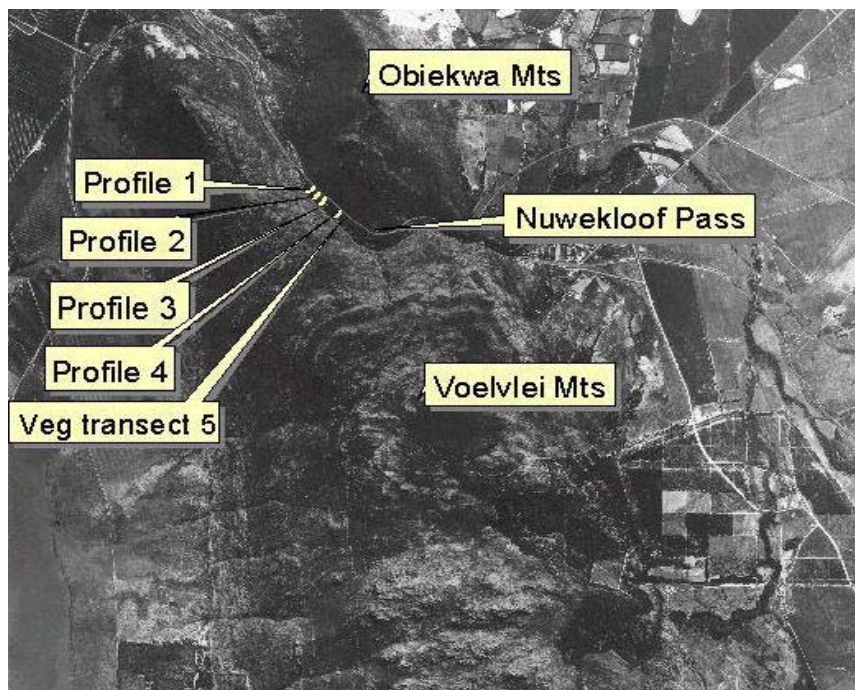 Obiekwa Mts
Profile 1
Profile 2
Nuwekloof Pass
Profile 3
Profile 4
Voelvlei Mts
Veg transect 5